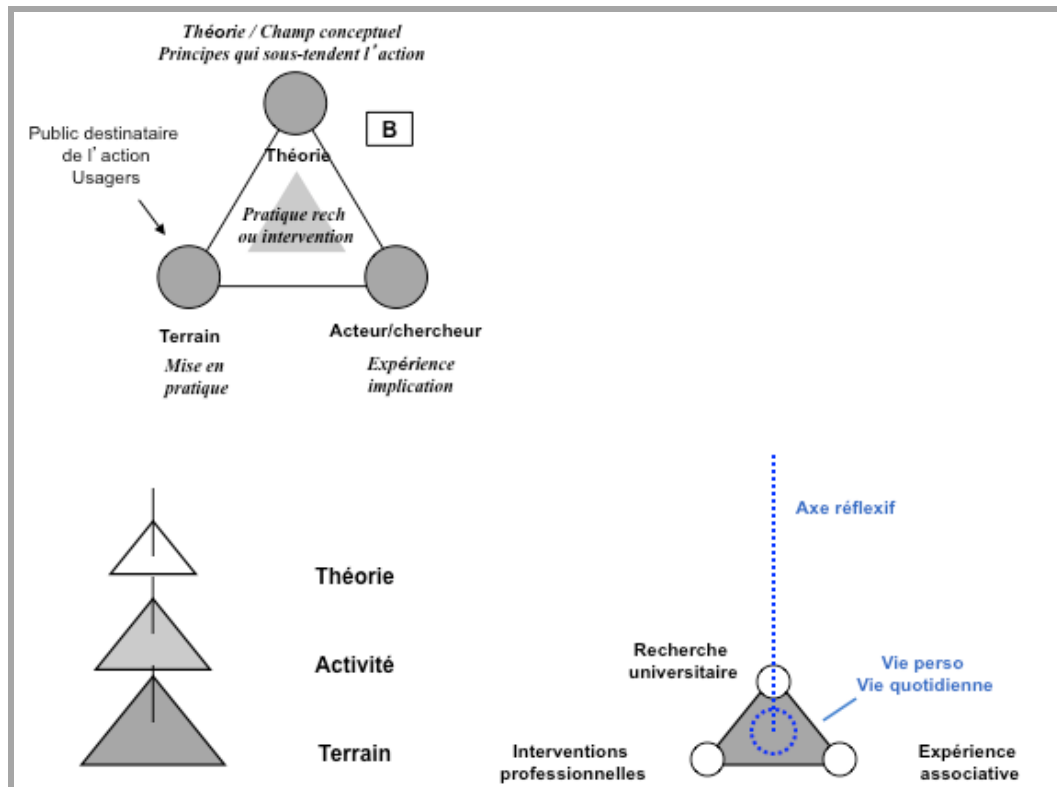 Théorie / Champ conceptuel
Principes qui sous-tendent l'action
B
Public destinataire
de l'action
Usagers
Théorie
Pratique rech
ou intervention
Terrain
Mise en
pratique
Acteur/chercheur
Expérience
implication
Théorie
Activité
Terrain
Axe réflexif
Recherche
universitaire
Vie perso
Vie quotidienne
Interventions
professionnelles
Expérience
associative